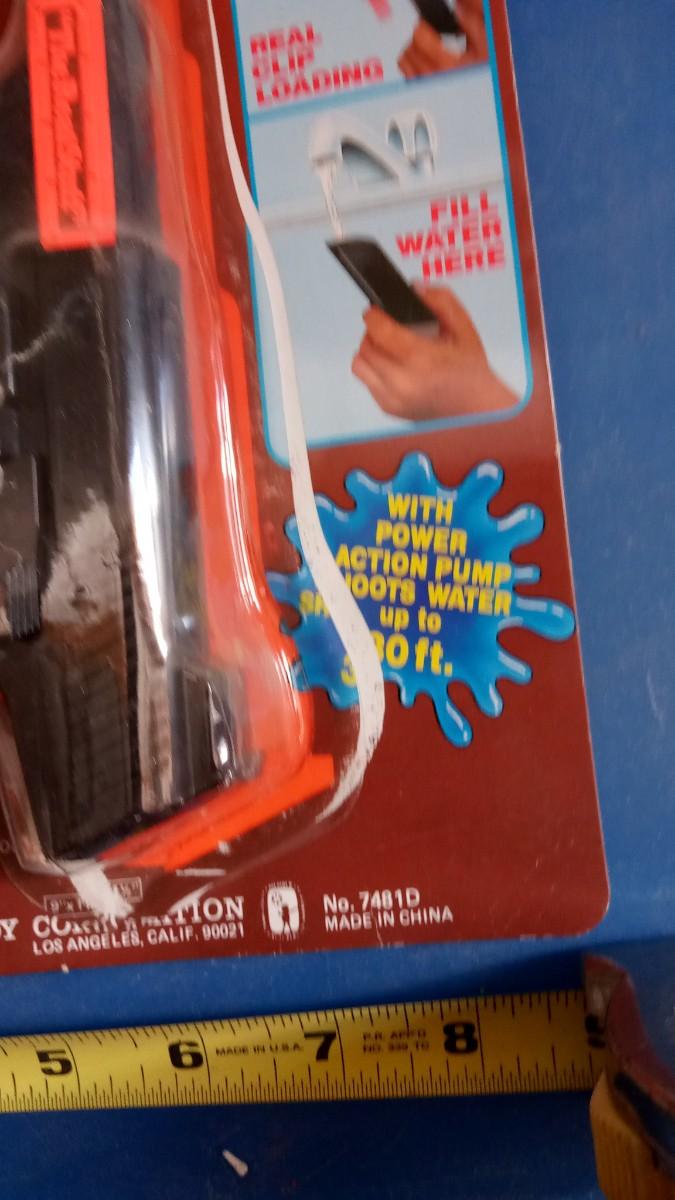 REAL
CLIP
LOADING
FILL
WATER
HERE
WITH
POWER
ACTION PUMP
WATER
up to
30 ft.
Y
LOS ANGELES, CALIF. 90021
No. 7481D
MADE IN CHINA
5 6 MADE IN U.S.A. 7 8